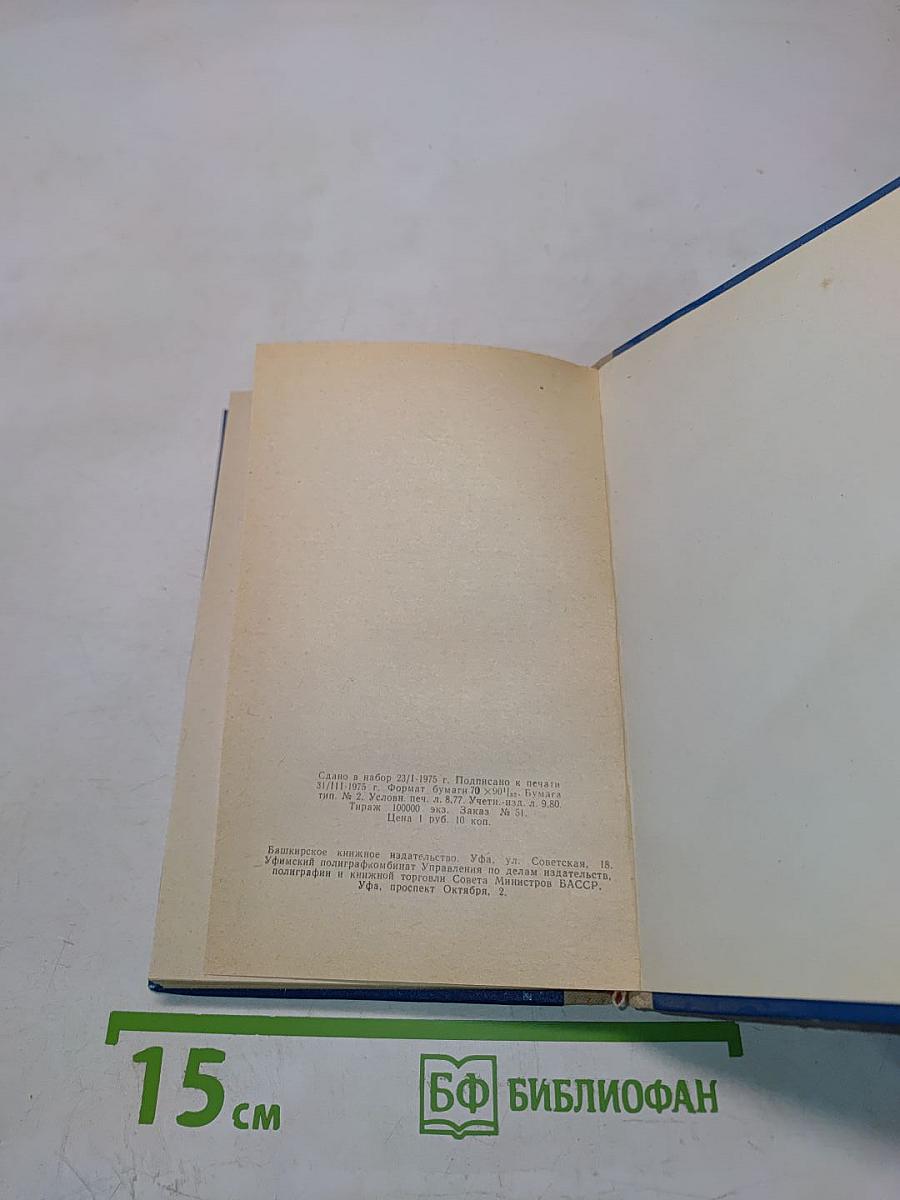 Сдано в набор 23/I-1975 г. Подписано к печати
31/III-1975 г. Формат бумаги 70 ×90¹/₃₂. Бумага
тип. № 2. Условн. печ. л. 8,77. Учетн.-изд. л. 9,80.
Тираж 100000 экз. Заказ № 51.
Цена 1 руб. 10 коп.
Башкирское книжное издательство. Уфа, ул. Советская, 18.
Уфимский полиграфкомбинат Управления по делам издательств,
полиграфии и книжной торговли Совета Министров БАССР.
Уфа, проспект Октября, 2.
15 см
БФ БИБЛИОФАН